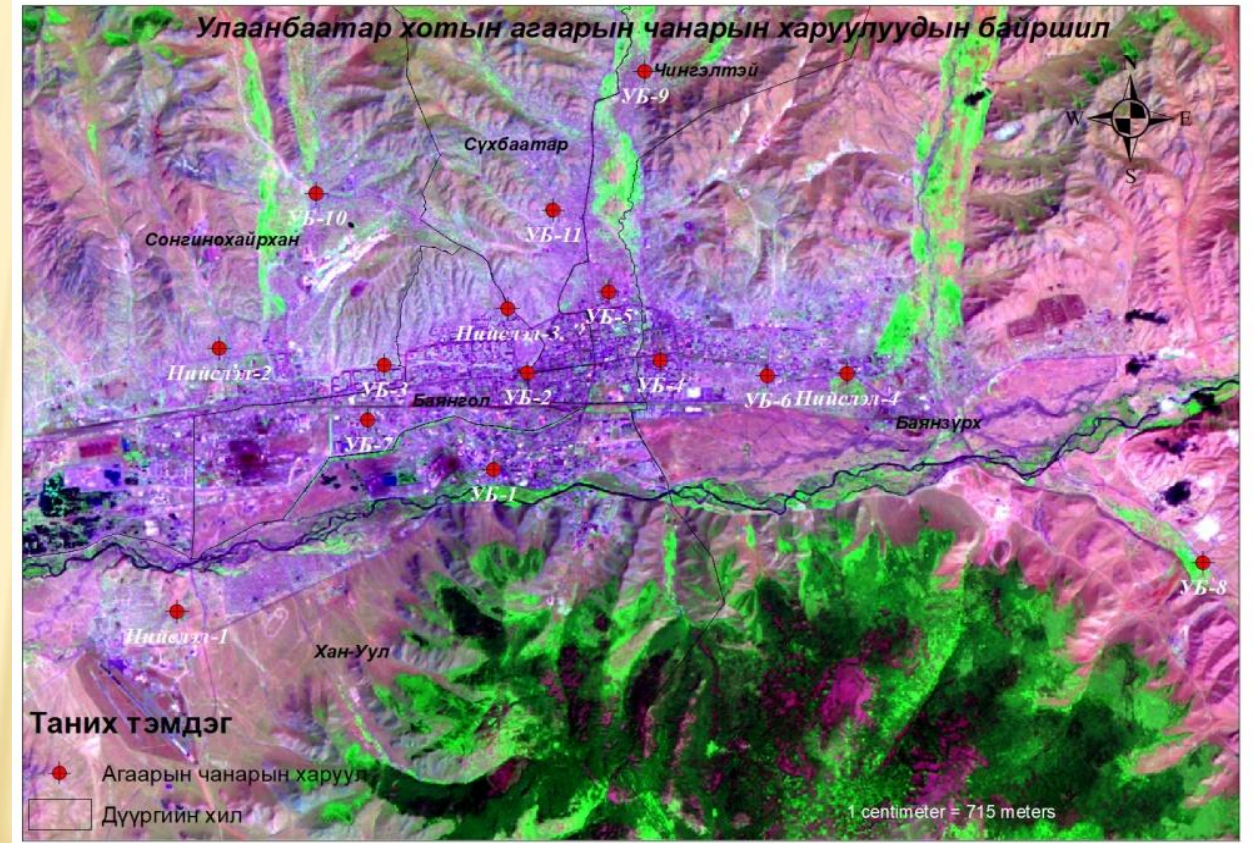 Улаанбаатар хотын агаарын чанарын харуулуудын байршил
Чингэлтэй
УБ-9
N
W E
S
Сүхбаатар
УБ-10
УБ-11
Сонгинохайрхан
УБ-5
Нийслэл-3
Нийслэл-2
УБ-3
Баянгол
УБ-2
УБ-4
УБ-6
Нийслэл-4
Баянзүрх
УБ-7
УБ-1
УБ-8
Нийслэл-1
Хан-Уул
Таних тэмдэг
Агаарын чанарын харуул
Дүүргийн хил
1 centimeter = 715 meters